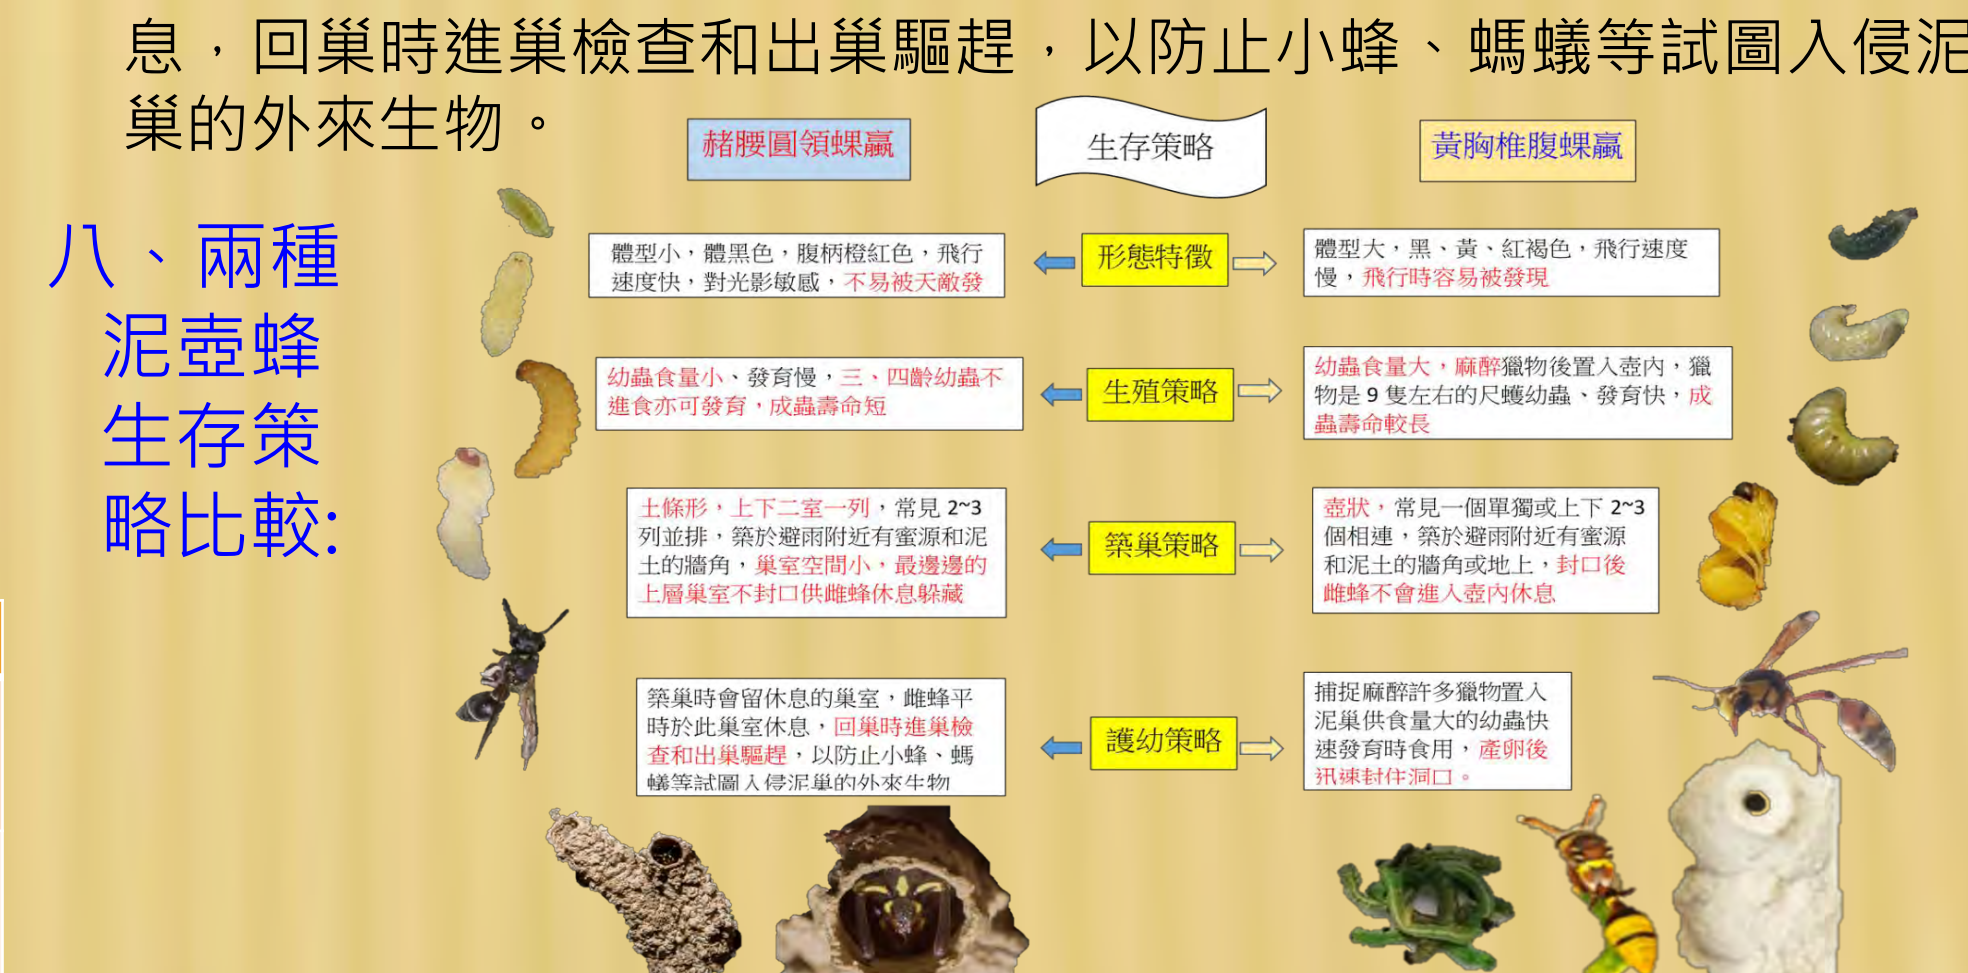 息，回巢時進巢檢查和出巢驅趕，以防止小蜂、螞蟻等試圖入侵泥
巢的外來生物。
八、兩種
泥壺蜂
生存策
略比較:
赭腰圓領蜾蠃
生存策略
黃胸椎腹蜾蠃
體型小，體黑色，腹柄橙紅色，飛行
速度快，對光影敏感，不易被天敵發
形態特徵
體型大，黑、黃、紅褐色，飛行速度
慢，飛行時容易被發現
幼蟲食量小、發育慢，三、四齡幼蟲不
進食亦可發育，成蟲壽命短
生殖策略
幼蟲食量大，麻醉獵物後置入壺內，獵
物是 9 隻左右的尺蠖幼蟲、發育快，成
蟲壽命較長
土條形，上下二室一列，常見 2~3
列並排，築於避雨附近有蜜源和泥
土的牆角，巢室空間小，最邊邊的
上層巢室不封口供雌蜂休息躲藏
築巢策略
壺狀，常見一個單獨或上下 2~3
個相連，築於避雨附近有蜜源
和泥土的牆角或地上，封口後
雌蜂不會進入壺內休息
築巢時會留休息的巢室，雌蜂平
時於此巢室休息，回巢時進巢檢
查和出巢驅趕，以防止小蜂、螞
蟻等試圖入侵泥巢的外來生物
護幼策略
捕捉麻醉許多獵物置入
泥巢供食量大的幼蟲快
速發育時食用，產卵後
迅速封住洞口。